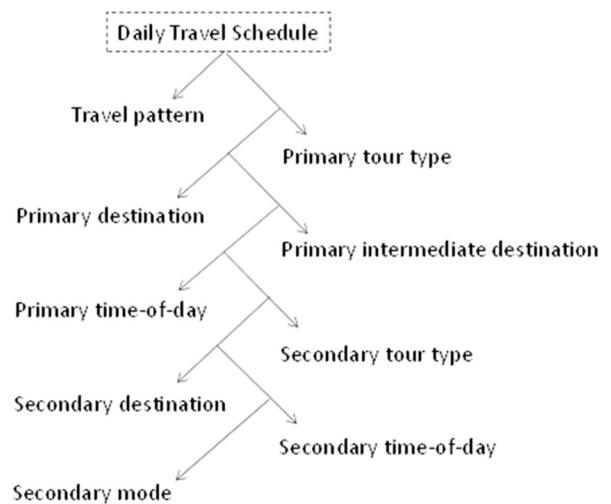 Daily Travel Schedule
Travel pattern
Primary tour type
Primary destination
Primary intermediate destination
Primary time-of-day
Secondary tour type
Secondary destination
Secondary time-of-day
Secondary mode